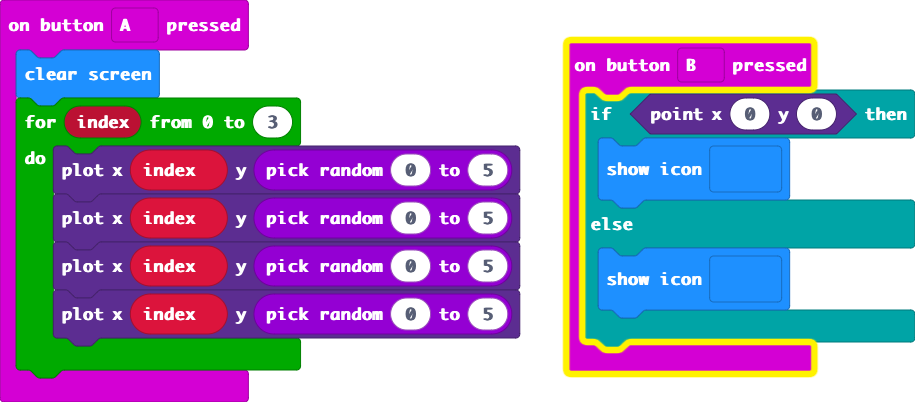 on button A pressed
clear screen
for index from 0 to 3
do
plot x index y pick random 0 to 5
plot x index y pick random 0 to 5
plot x index y pick random 0 to 5
plot x index y pick random 0 to 5
on button B pressed
if point x 0 y 0 then
show icon
else
show icon